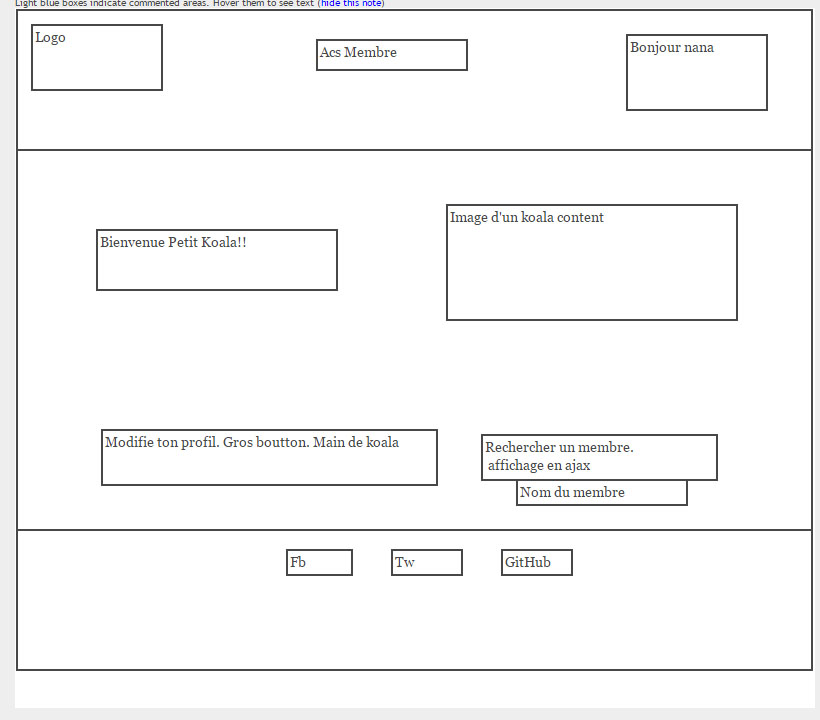 Light blue boxes indicate commented areas. Hover them to see text (hide this note)
Logo
Acs Membre
Bonjour nana
Bienvenue Petit Koala!!
Image d'un koala content
Modifie ton profil. Gros boutton. Main de koala
Rechercher un membre.
affichage en ajax
Nom du membre
Fb
Tw
GitHub